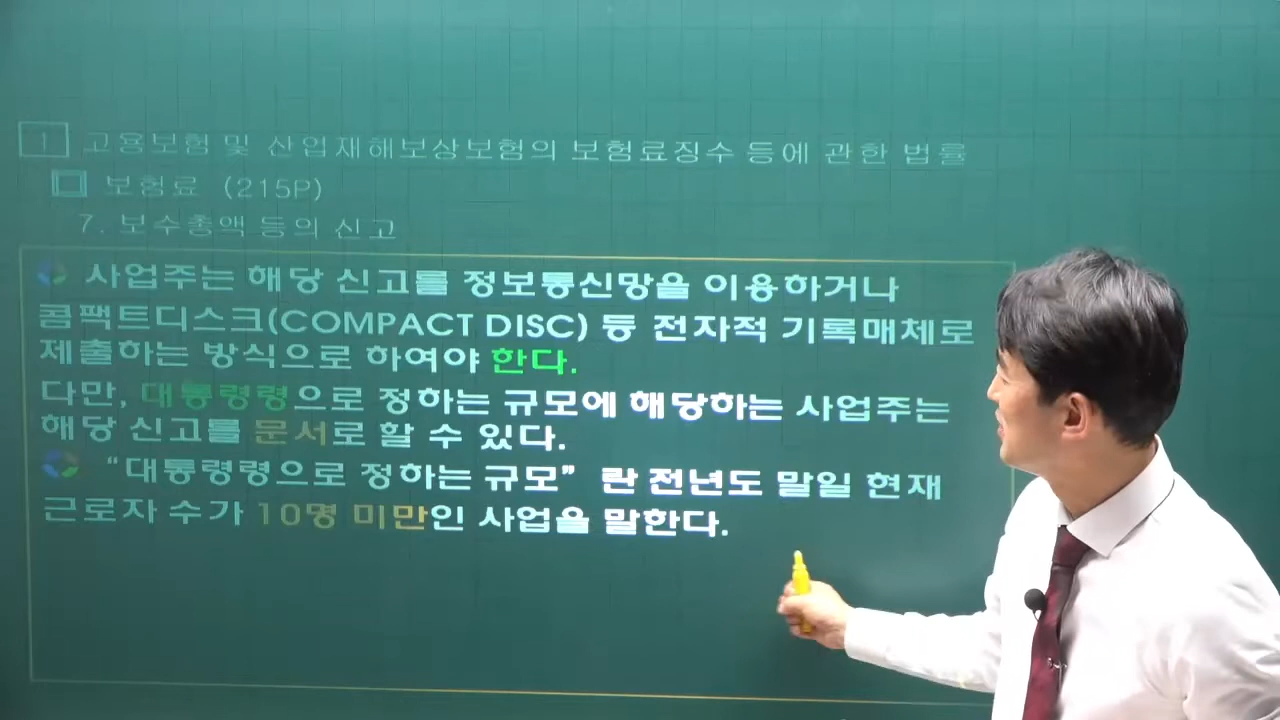 1 고용보험 및 산업재해보상보험의 보험료징수 등에 관한 법률
보험료 (215P)
7. 보수총액 등의 신고
사업주는 해당 신고를 정보통신망을 이용하거나
콤팩트디스크(COMPACT DISC) 등 전자적 기록매체로
제출하는 방식으로 하여야 한다.
다만, 대통령령으로 정하는 규모에 해당하는 사업주는
해당 신고를 문서로 할 수 있다.
“대통령령으로 정하는 규모” 란 전년도 말일 현재
근로자 수가 10명 미만인 사업을 말한다.